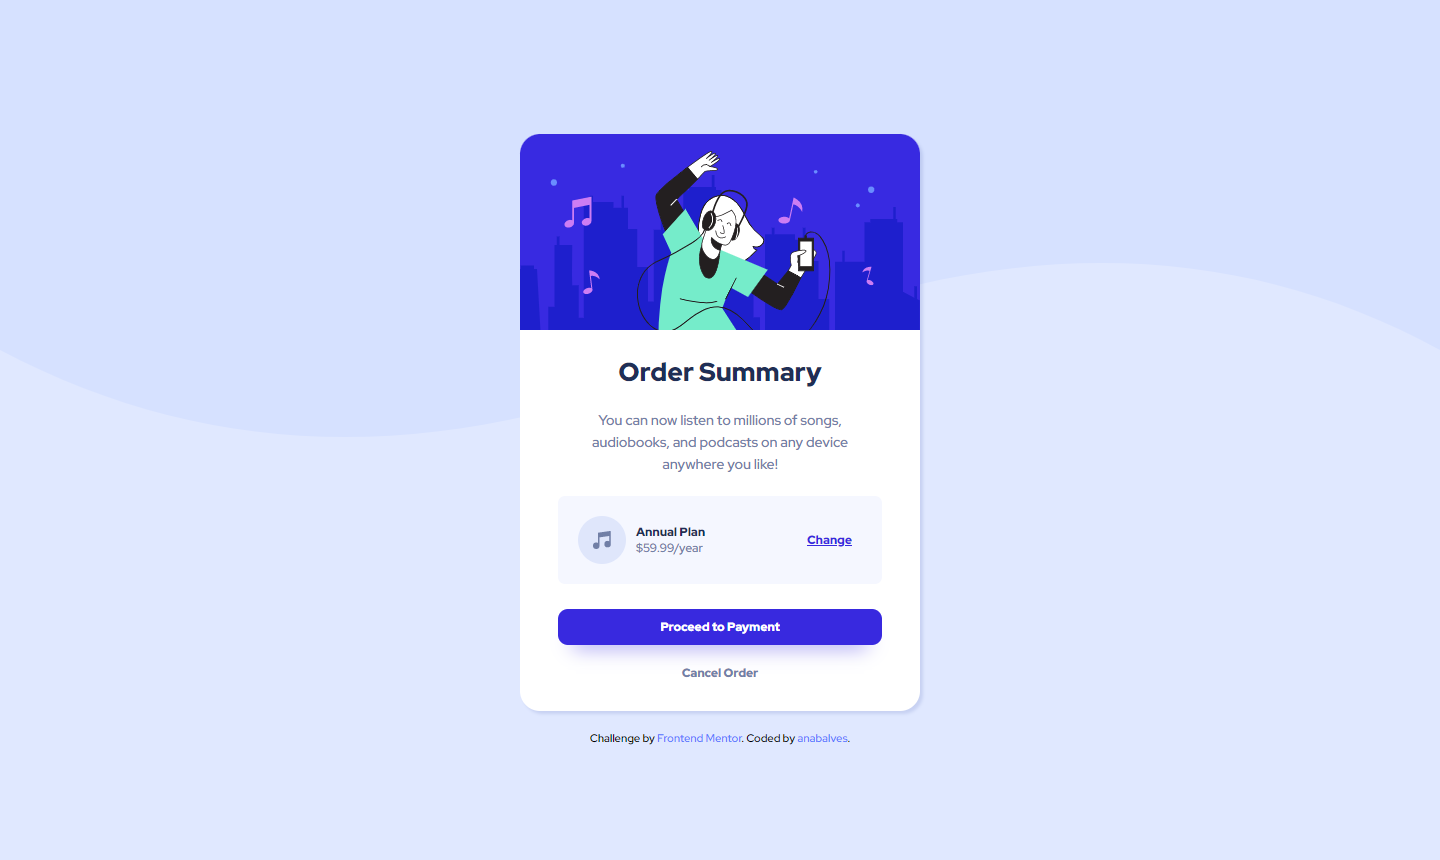 Order Summary
You can now listen to millions of songs,
audiobooks, and podcasts on any device
anywhere you like!
Annual Plan
$59.99/year
Change
Proceed to Payment
Cancel Order
Challenge by Frontend Mentor. Coded by anabalves.